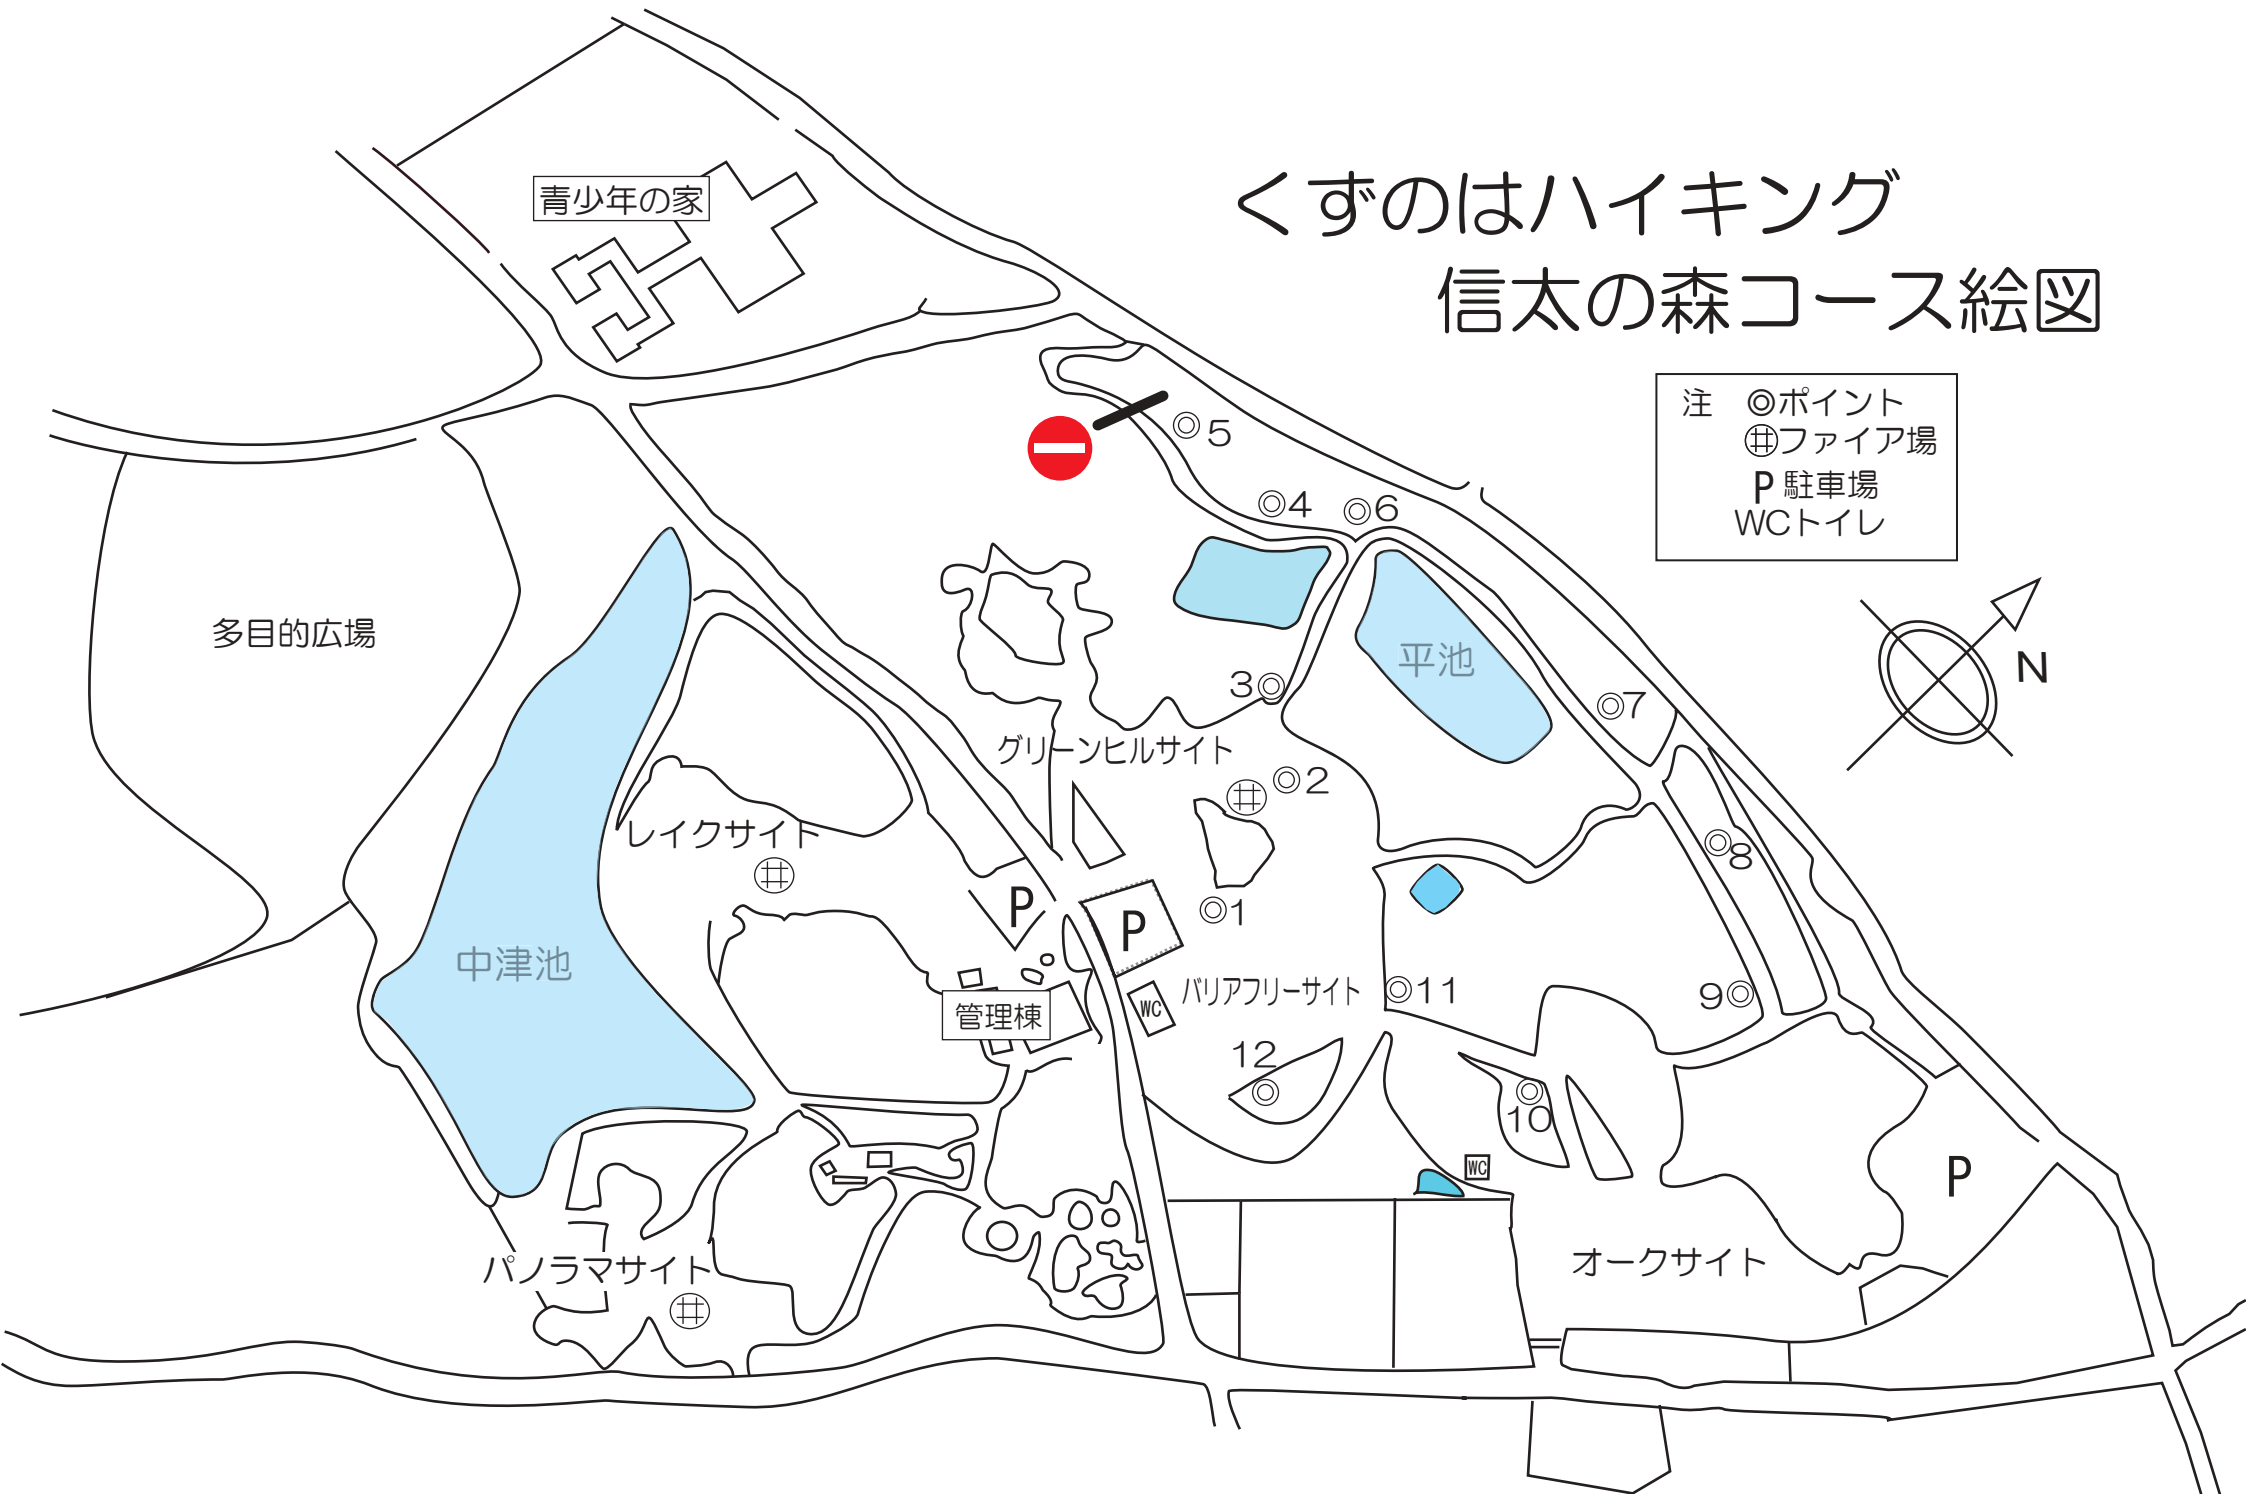 くずのはハイキング
信太の森コース絵図
注 ◎ポイント
ファイア場
P 駐車場
WCトイレ
青少年の家
多目的広場
N
5
4
6
平池
3
7
グリーンヒルサイト
2
レイクサイト
8
P
P
1
中津池
バリアフリーサイト
11
9
管理棟
WC
12
10
WC
P
パノラマサイト
オークサイト